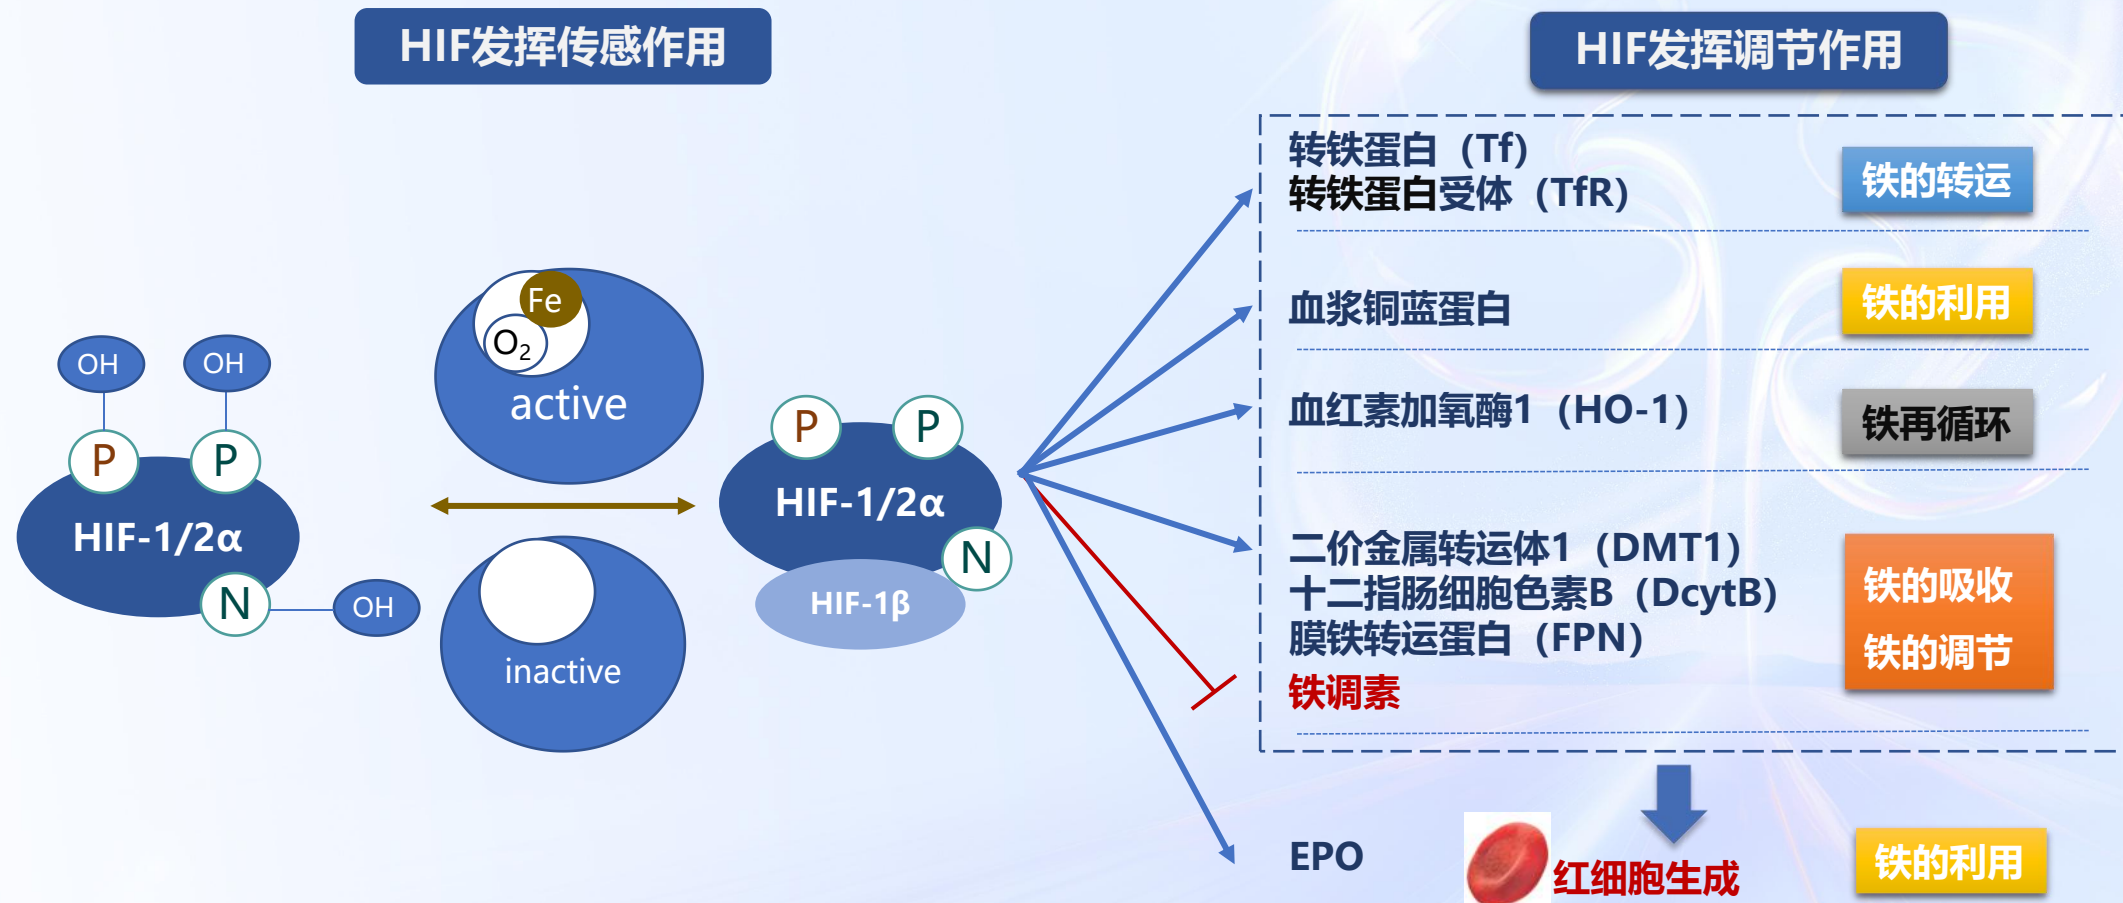 HIF发挥传感作用
HIF发挥调节作用
OH
OH
P
P
HIF-1/2α
N
OH
Fe
O₂
active
inactive
P
P
HIF-1/2α
N
HIF-1β
转铁蛋白（Tf）
转铁蛋白受体（TfR）
铁的转运
血浆铜蓝蛋白
铁的利用
血红素加氧酶1（HO-1）
铁再循环
二价金属转运体1（DMT1）
十二指肠细胞色素B（DcytB）
膜铁转运蛋白（FPN）
铁调素
铁的吸收
铁的调节
EPO
红细胞生成
铁的利用